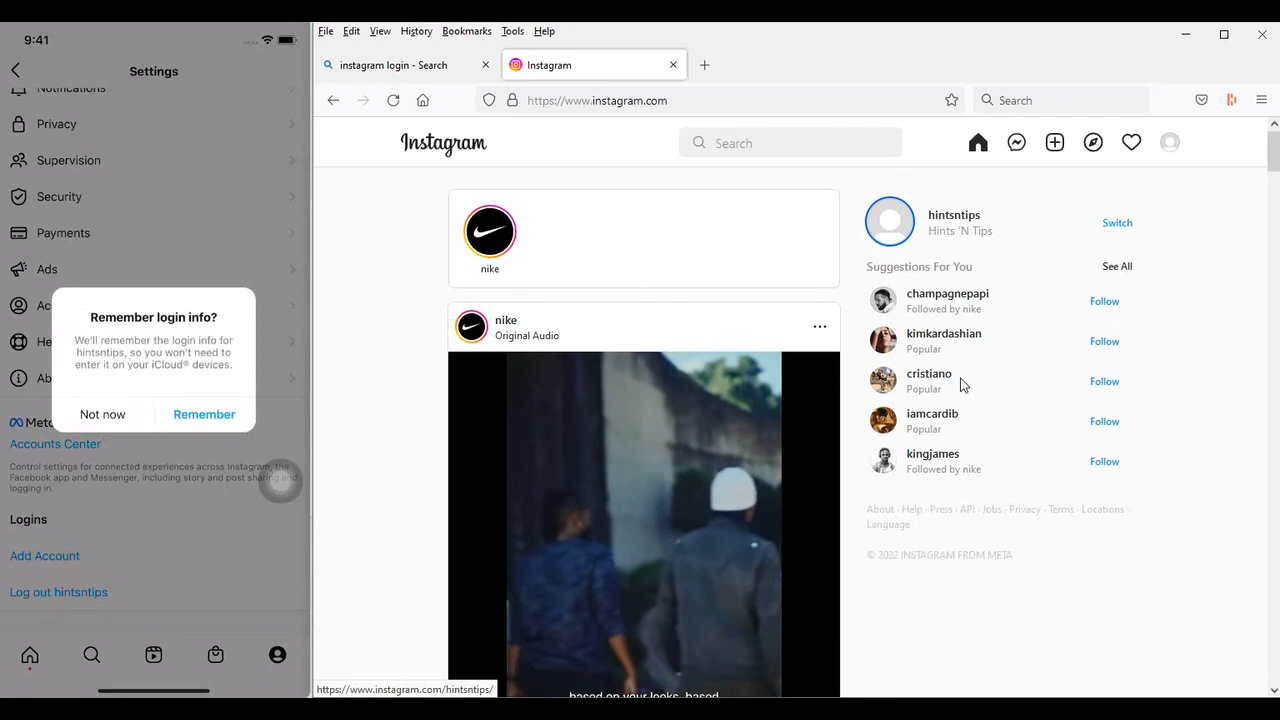 9:41
Settings
Notifications
Privacy
Supervision
Security
Payments
Ads
Remember login info?
We'll remember the login info for
hintsntips, so you won't need to
enter it on your iCloud® devices.
Not now
Remember
Accounts Center
Control settings for connected experiences across Instagram, the
Facebook app and Messenger, including story and post sharing and
logging in.
Logins
Add Account
Log out hintsntips
File Edit View History Bookmarks Tools Help
instagram login - Search
Instagram
https://www.instagram.com
Search
Instagram
Search
nike
nike
Original Audio
based on your looks, based
hintsntips
Hints 'N Tips
Switch
Suggestions For You
See All
champagnepapi
Followed by nike
Follow
kimkardashian
Popular
Follow
cristiano
Popular
Follow
iamcardib
Popular
Follow
kingjames
Followed by nike
Follow
About · Help · Press · API · Jobs · Privacy · Terms · Locations ·
Language
© 2022 INSTAGRAM FROM META
https://www.instagram.com/hintsntips/